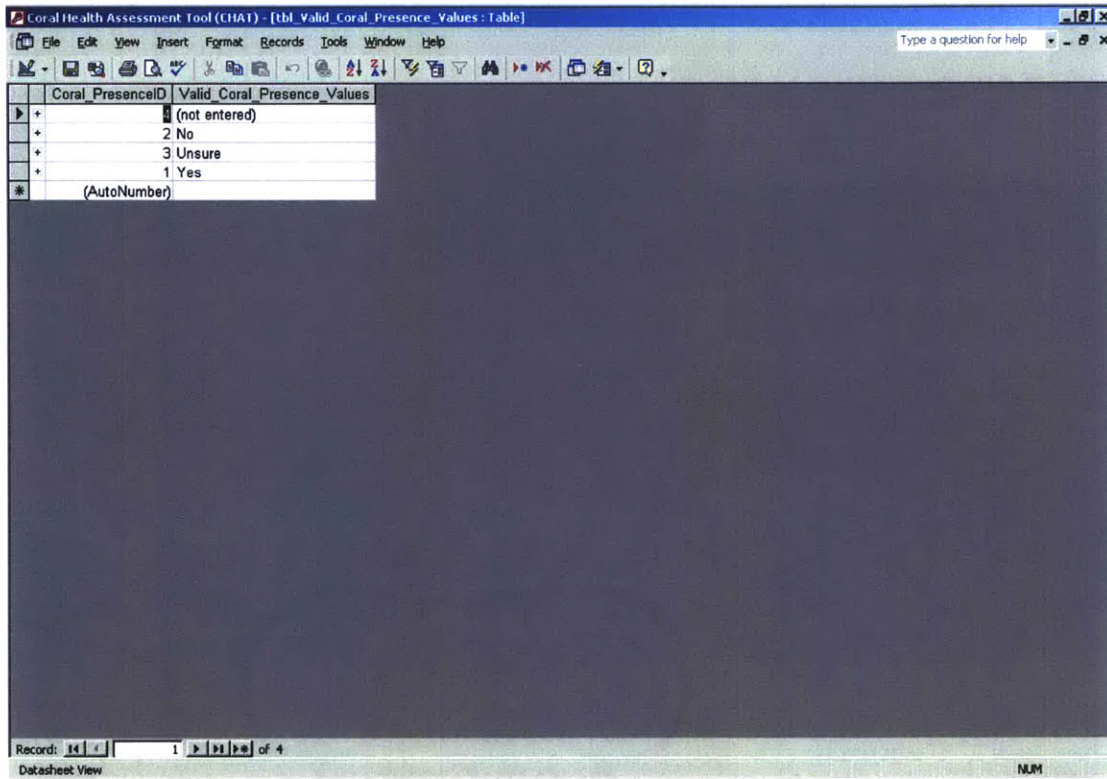 Coral Health Assessment Tool (CHAT) - [tbl_Valid_Coral_Presence_Values : Table]
File Edit View Insert Format Records Tools Window Help Type a question for help
Coral_PresenceID Valid_Coral_Presence_Values
4 (not entered)
2 No
3 Unsure
1 Yes
(AutoNumber)
Record: 1 of 4
Datasheet View NUM